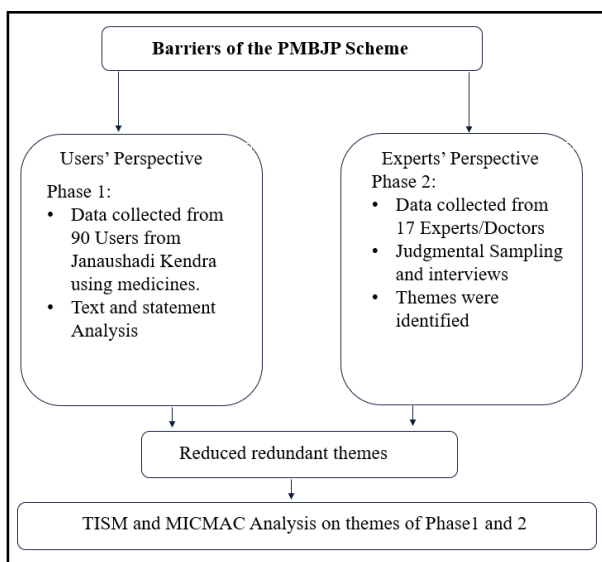 Barriers of the PMBJP Scheme
Users' Perspective
Phase 1:
• Data collected from
90 Users from
Janaushadi Kendra
using medicines.
• Text and statement
Analysis
Experts' Perspective
Phase 2:
• Data collected from
17 Experts/Doctors
• Judgmental Sampling
and interviews
• Themes were
identified
Reduced redundant themes
TISM and MICMAC Analysis on themes of Phase1 and 2